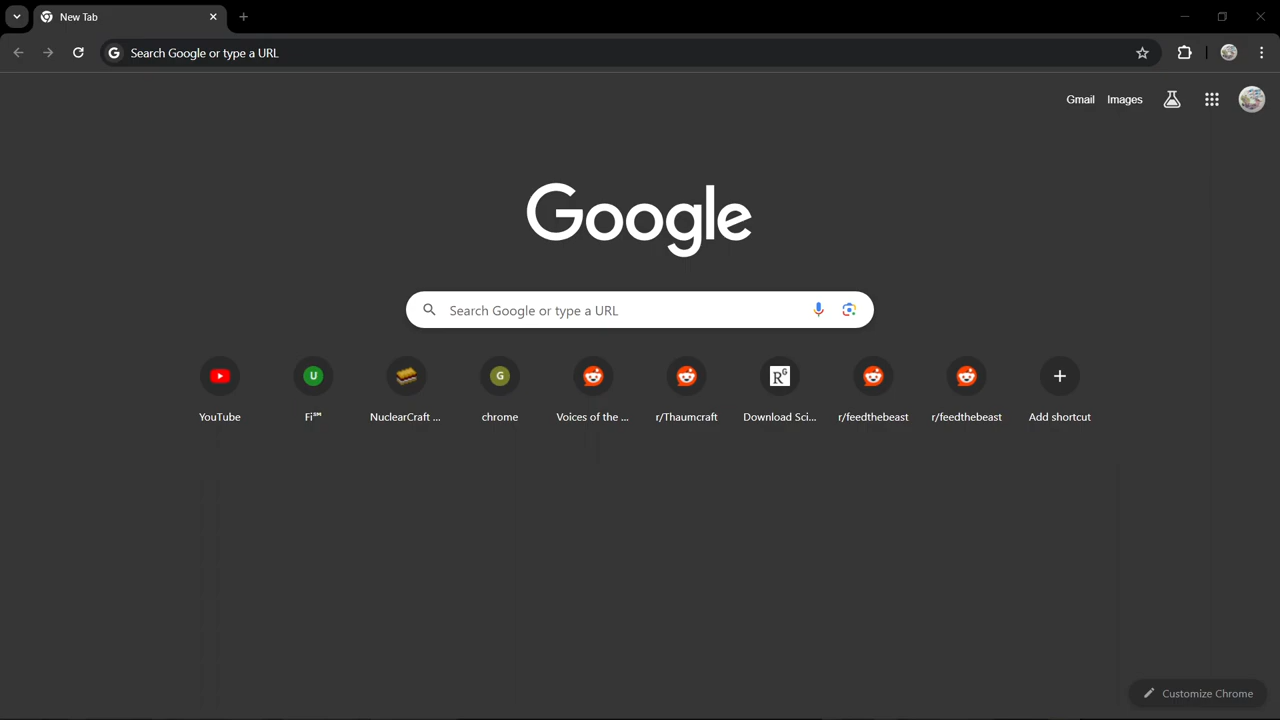 New Tab
Search Google or type a URL
Gmail Images
Google
Search Google or type a URL
U G R^G
YouTube Fi℠ NuclearCraft ... chrome Voices of the ... r/Thaumcraft Download Sci... r/feedthebeast r/feedthebeast Add shortcut
Customize Chrome